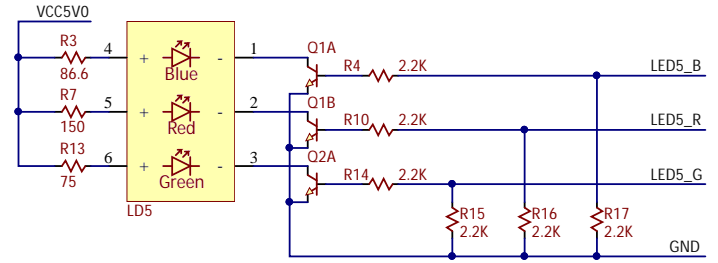 VCC5V0
R3
86.6
4
+
Blue
-
1
Q1A
R4
2.2K
LED5_B
R7
150
5
+
Red
-
2
Q1B
R10
2.2K
LED5_R
R13
75
6
+
Green
-
3
Q2A
R14
2.2K
LED5_G
LD5
R15
2.2K
R16
2.2K
R17
2.2K
GND